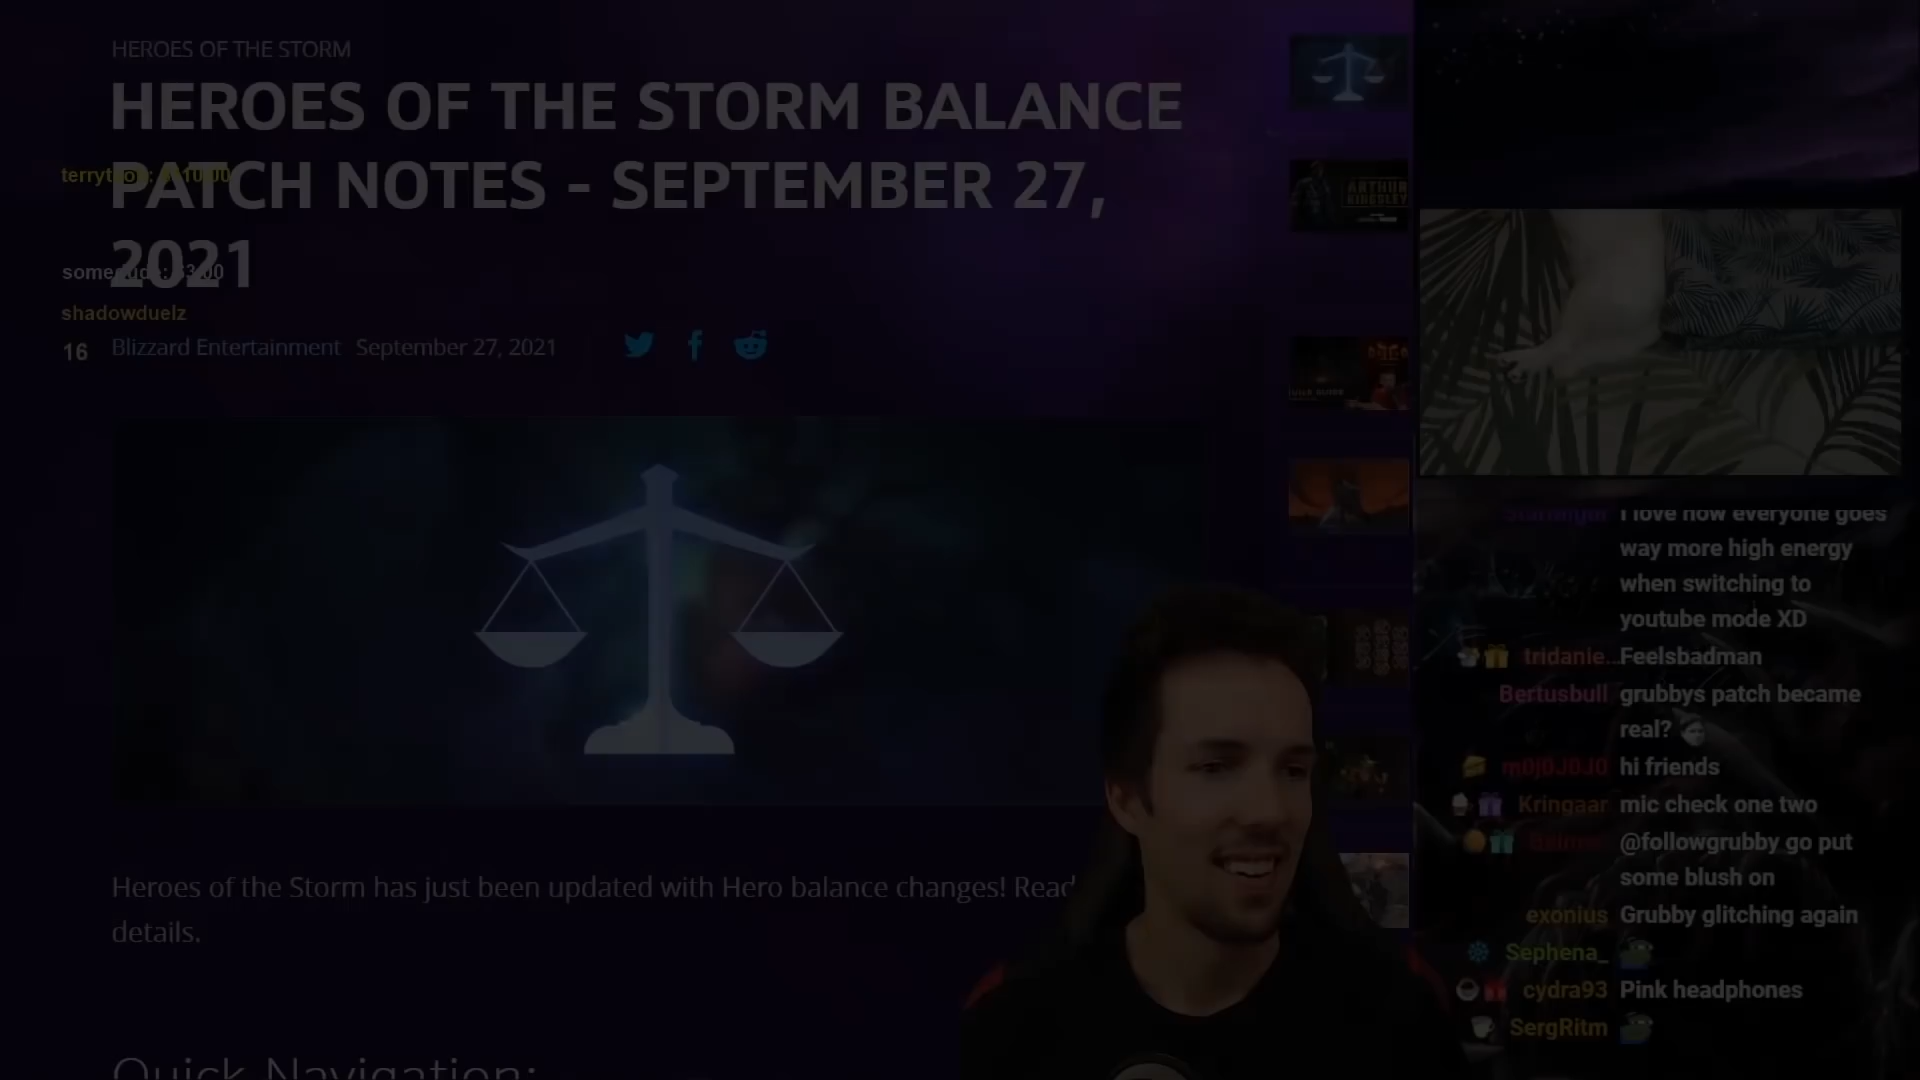 HEROES OF THE STORM
HEROES OF THE STORM BALANCE
PATCH NOTES - SEPTEMBER 27,
2021
shadowduelz
16
Blizzard Entertainment September 27, 2021
Heroes of the Storm has just been updated with Hero balance changes! Read
details.
Quick Navigation:
ARTHUR
KINGSLEY
I love how everyone goes
way more high energy
when switching to
youtube mode XD
tridanie... Feelsbadman
Bertusbull grubbys patch became
real?
m0j0J0J0 hi friends
Kringaar mic check one two
@followgrubby go put
some blush on
exonius Grubby glitching again
Sephena_
cydra93 Pink headphones
SergRitm